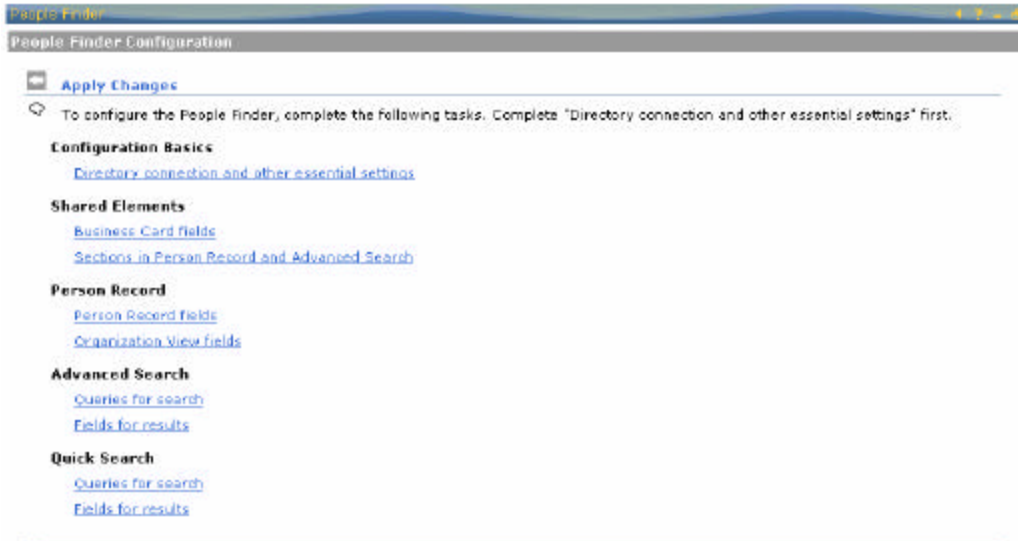 People Finder
People Finder Configuration
Apply Changes
To configure the People Finder, complete the following tasks. Complete "Directory connection and other essential settings" first.
Configuration Basics
Directory connection and other essential settings
Shared Elements
Business Card fields
Sections in Person Record and Advanced Search
Person Record
Person Record fields
Organization View fields
Advanced Search
Queries for search
Fields for results
Quick Search
Queries for search
Fields for results